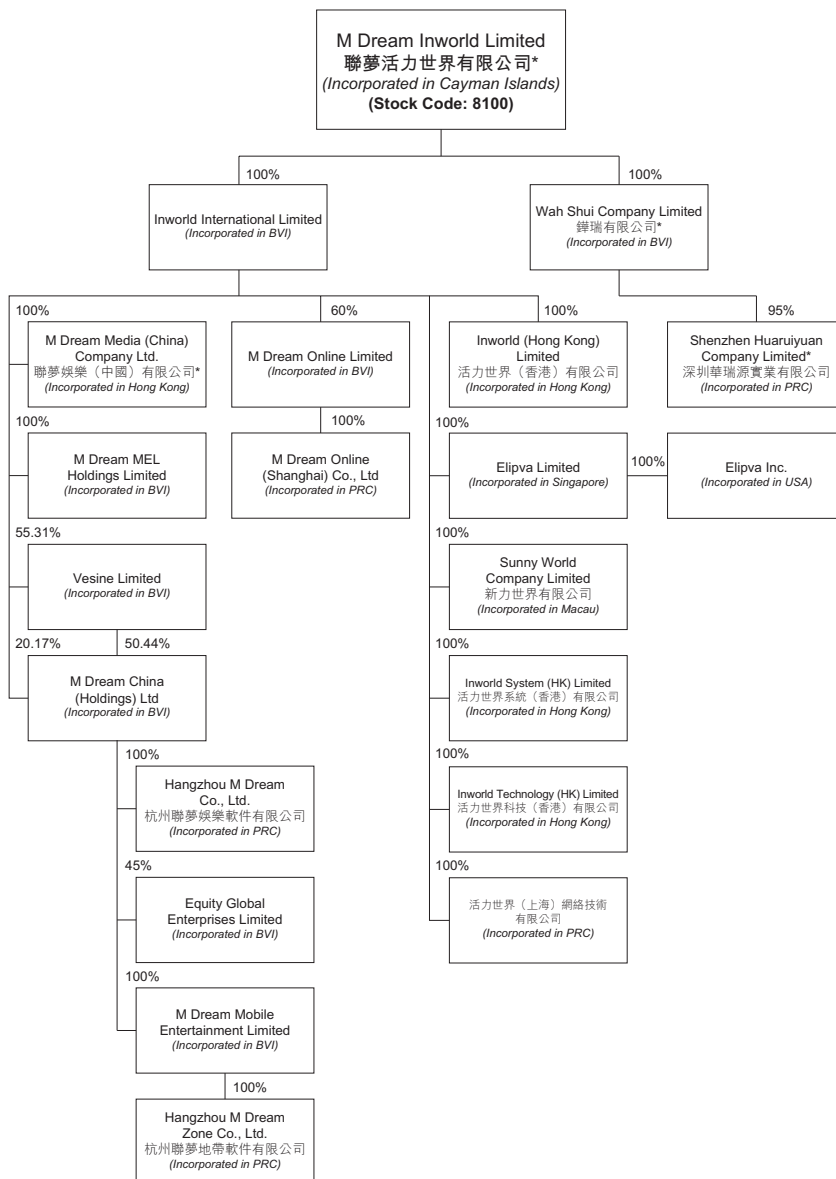 M Dream Inworld Limited
聯夢活力世界有限公司*
(Incorporated in Cayman Islands)
(Stock Code: 8100)
100%
100%
Inworld International Limited
(Incorporated in BVI)
Wah Shui Company Limited
鏵瑞有限公司*
(Incorporated in BVI)
100%
60%
100%
95%
M Dream Media (China)
Company Ltd.
聯夢娛樂（中國）有限公司*
(Incorporated in Hong Kong)
M Dream Online Limited
(Incorporated in BVI)
Inworld (Hong Kong)
Limited
活力世界（香港）有限公司
(Incorporated in Hong Kong)
Shenzhen Huaruiyuan
Company Limited*
深圳華瑞源實業有限公司
(Incorporated in PRC)
100%
100%
100%
M Dream MEL
Holdings Limited
(Incorporated in BVI)
M Dream Online
(Shanghai) Co., Ltd
(Incorporated in PRC)
Elipva Limited
(Incorporated in Singapore)
100%
Elipva Inc.
(Incorporated in USA)
55.31%
100%
Vesine Limited
(Incorporated in BVI)
Sunny World
Company Limited
新力世界有限公司
(Incorporated in Macau)
20.17%
50.44%
100%
M Dream China
(Holdings) Ltd
(Incorporated in BVI)
Inworld System (HK) Limited
活力世界系統（香港）有限公司
(Incorporated in Hong Kong)
100%
100%
Hangzhou M Dream
Co., Ltd.
杭州聯夢娛樂軟件有限公司
(Incorporated in PRC)
Inworld Technology (HK) Limited
活力世界科技（香港）有限公司
(Incorporated in Hong Kong)
45%
100%
Equity Global
Enterprises Limited
(Incorporated in BVI)
活力世界（上海）網絡技術
有限公司
(Incorporated in PRC)
100%
M Dream Mobile
Entertainment Limited
(Incorporated in BVI)
100%
Hangzhou M Dream
Zone Co., Ltd.
杭州聯夢地帶軟件有限公司
(Incorporated in PRC)